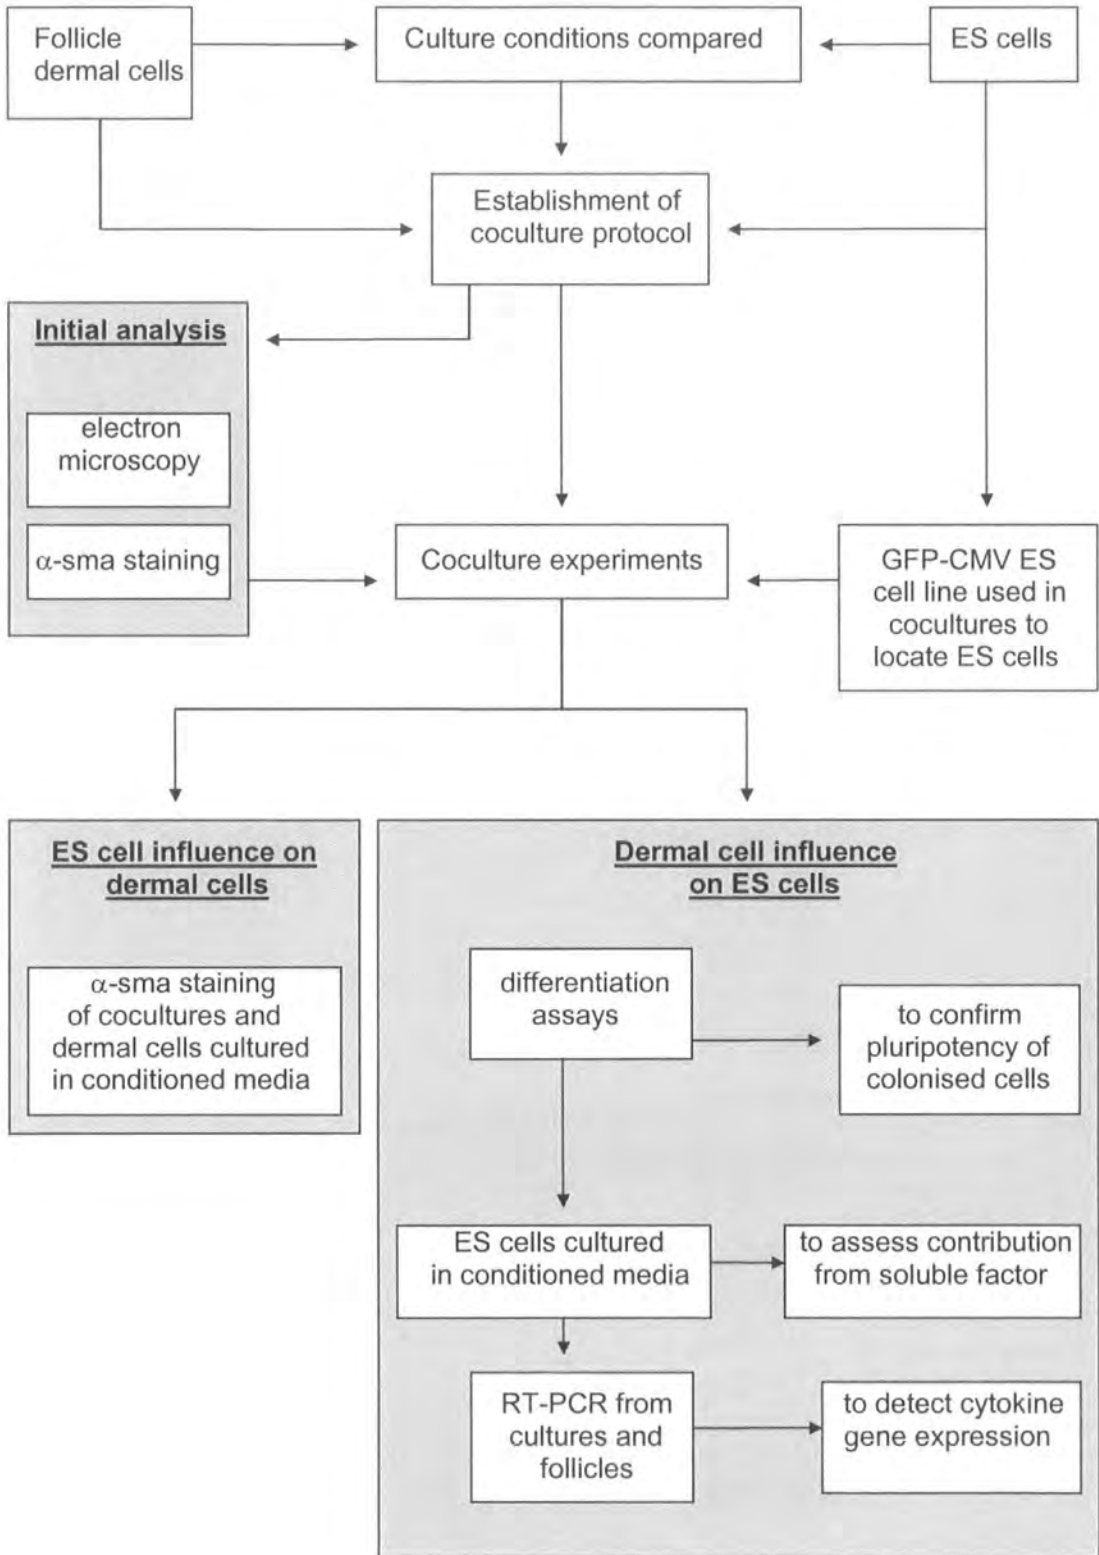 Follicle
dermal cells
Culture conditions compared
ES cells
Establishment of
coculture protocol
Initial analysis
electron
microscopy
α-sma staining
Coculture experiments
GFP-CMV ES
cell line used in
cocultures to
locate ES cells
ES cell influence on
dermal cells
α-sma staining
of cocultures and
dermal cells cultured
in conditioned media
Dermal cell influence
on ES cells
differentiation
assays
to confirm
pluripotency of
colonised cells
ES cells cultured
in conditioned media
to assess contribution
from soluble factor
RT-PCR from
cultures and
follicles
to detect cytokine
gene expression